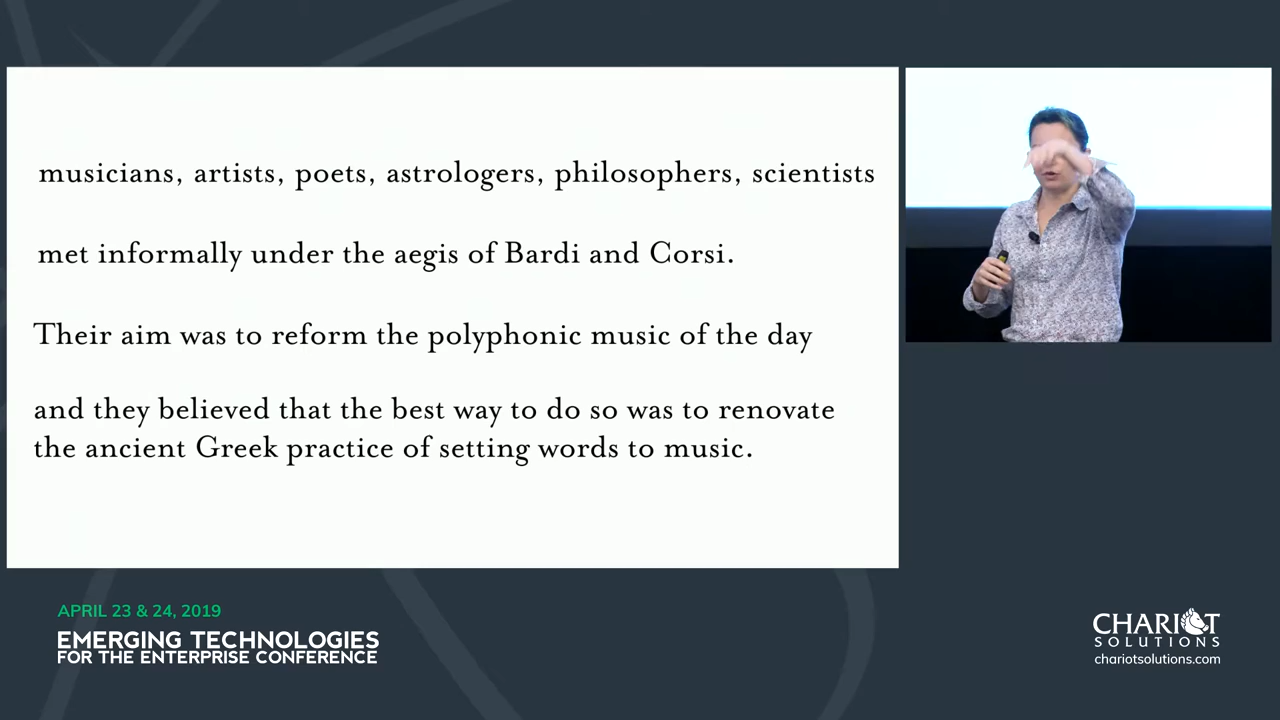 musicians, artists, poets, astrologers, philosophers, scientists
met informally under the aegis of Bardi and Corsi.
Their aim was to reform the polyphonic music of the day
and they believed that the best way to do so was to renovate
the ancient Greek practice of setting words to music.
APRIL 23 & 24, 2019
EMERGING TECHNOLOGIES
FOR THE ENTERPRISE CONFERENCE
CHARIOT
SOLUTIONS
chariotsolutions.com